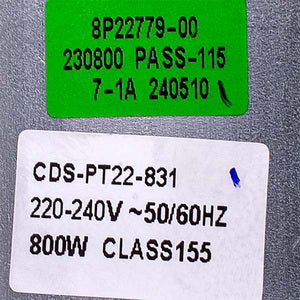 8P22779-00
230800 PASS-115
7-1A 240510
CDS-PT22-831
220-240V ~50/60HZ
800W CLASS155